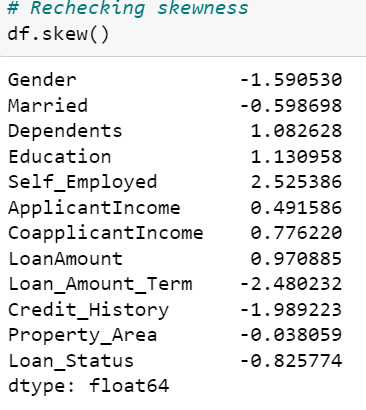 # Rechecking skewness
df.skew()
Gender -1.590530
Married -0.598698
Dependents 1.082628
Education 1.130958
Self_Employed 2.525386
ApplicantIncome 0.491586
CoapplicantIncome 0.776220
LoanAmount 0.970885
Loan_Amount_Term -2.480232
Credit_History -1.989223
Property_Area -0.038059
Loan_Status -0.825774
dtype: float64